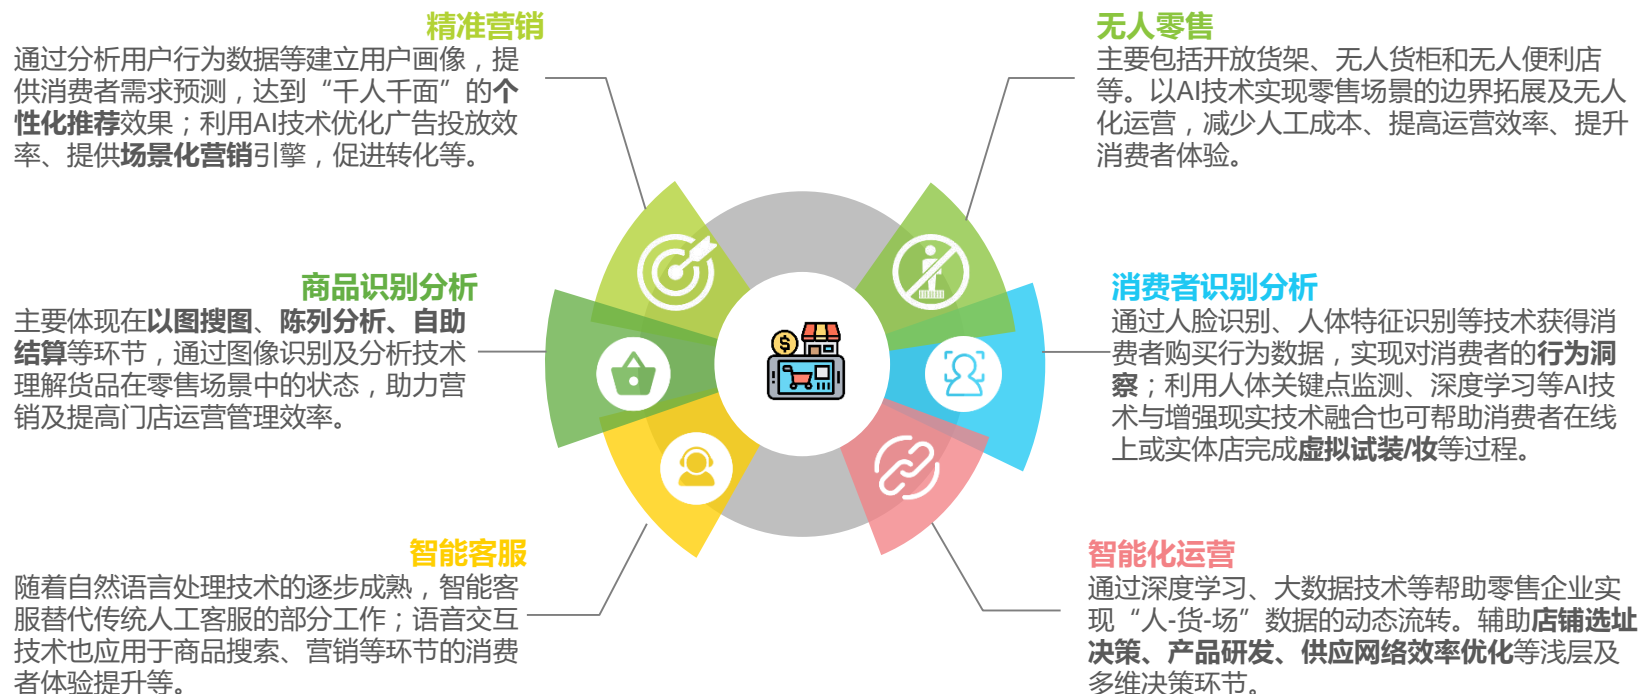 精准营销
通过分析用户行为数据等建立用户画像，提
供消费者需求预测，达到“千人千面”的个
性化推荐效果；利用AI技术优化广告投放效
率、提供场景化营销引擎，促进转化等。
商品识别分析
主要体现在以图搜图、陈列分析、自助
结算等环节，通过图像识别及分析技术
理解货品在零售场景中的状态，助力营
销及提高门店运营管理效率。
智能客服
随着自然语言处理技术的逐步成熟，智能客
服替代传统人工客服的部分工作；语音交互
技术也应用于商品搜索、营销等环节的消费
者体验提升等。
无人零售
主要包括开放货架、无人货柜和无人便利店
等。以AI技术实现零售场景的边界拓展及无人
化运营，减少人工成本、提高运营效率、提升
消费者体验。
消费者识别分析
通过人脸识别、人体特征识别等技术获得消
费者购买行为数据，实现对消费者的行为洞
察；利用人体关键点监测、深度学习等AI技
术与增强现实技术融合也可帮助消费者在线
上或实体店完成虚拟试装/妆等过程。
智能化运营
通过深度学习、大数据技术等帮助零售企业实
现“人-货-场”数据的动态流转。辅助店铺选址
决策、产品研发、供应网络效率优化等浅层及
多维决策环节。